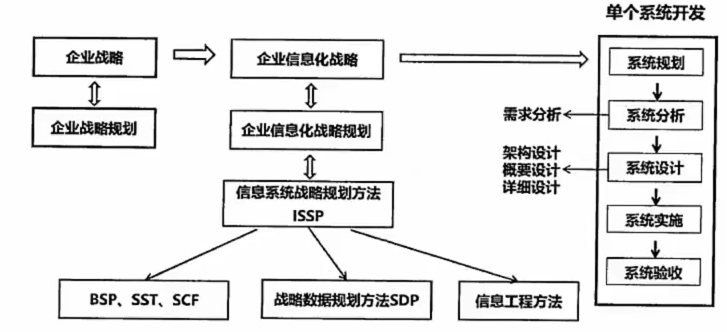 单个系统开发
企业战略
企业信息化战略
系统规划
企业战略规划
企业信息化战略规划
需求分析
系统分析
架构设计
概要设计
详细设计
系统设计
信息系统战略规划方法
ISSP
系统实施
系统验收
BSP、SST、SCF
战略数据规划方法SDP
信息工程方法